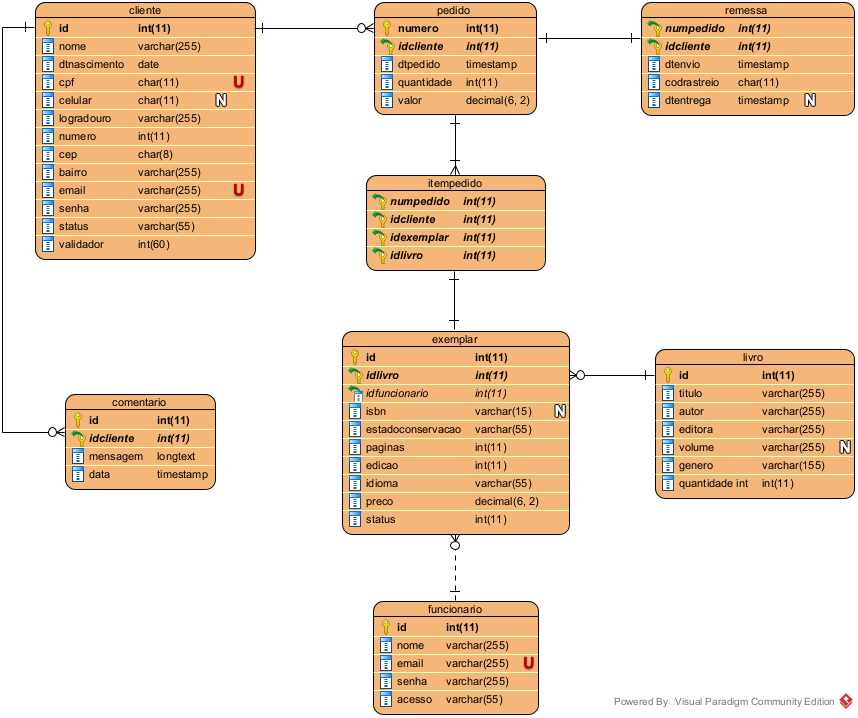 cliente
id int(11)
nome varchar(255)
dtnascimento date
cpf char(11) U
celular char(11) N
logradouro varchar(255)
numero int(11)
cep char(8)
bairro varchar(255)
email varchar(255) U
senha varchar(255)
status varchar(55)
validador int(60)
pedido
numero int(11)
idcliente int(11)
dtpedido timestamp
quantidade int(11)
valor decimal(6, 2)
remessa
numpedido int(11)
idcliente int(11)
dtenvio timestamp
codrastreio char(11)
dtentrega timestamp N
itempedido
numpedido int(11)
idcliente int(11)
idexemplar int(11)
idlivro int(11)
exemplar
id int(11)
idlivro int(11)
idfuncionario int(11)
isbn varchar(15) N
estadoconservacao varchar(55)
paginas int(11)
edicao int(11)
idioma varchar(55)
preco decimal(6, 2)
status int(11)
livro
id int(11)
titulo varchar(255)
autor varchar(255)
editora varchar(255)
volume varchar(255) N
genero varchar(155)
quantidade int int(11)
comentario
id int(11)
idcliente int(11)
mensagem longtext
data timestamp
funcionario
id int(11)
nome varchar(255)
email varchar(255) U
senha varchar(255)
acesso varchar(55)
Powered By Visual Paradigm Community Edition